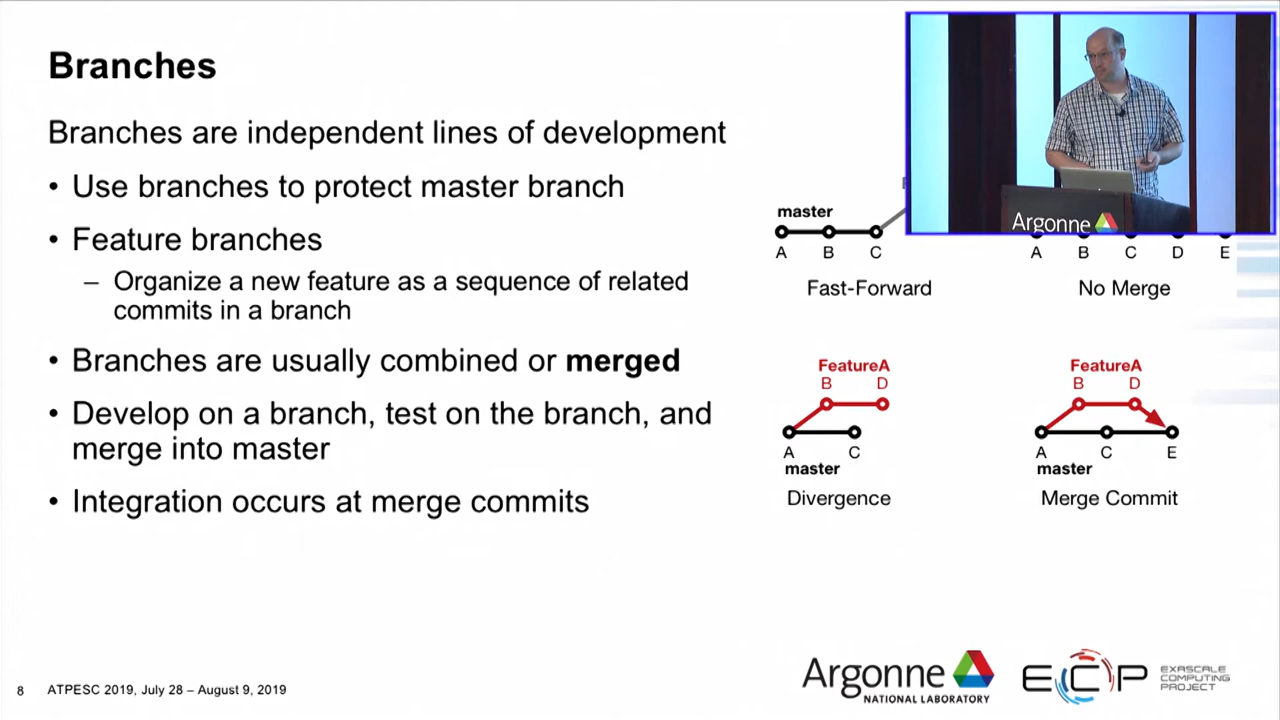 Branches
Branches are independent lines of development
• Use branches to protect master branch
• Feature branches
– Organize a new feature as a sequence of related
commits in a branch
• Branches are usually combined or merged
• Develop on a branch, test on the branch, and
merge into master
• Integration occurs at merge commits
master
A B C
Fast-Forward
A B C D E
No Merge
FeatureA
B D
A C
master
Divergence
FeatureA
B D
A C E
master
Merge Commit
Argonne
8 ATPESC 2019, July 28 – August 9, 2019
Argonne
NATIONAL LABORATORY
ECP
EXASCALE
COMPUTING
PROJECT